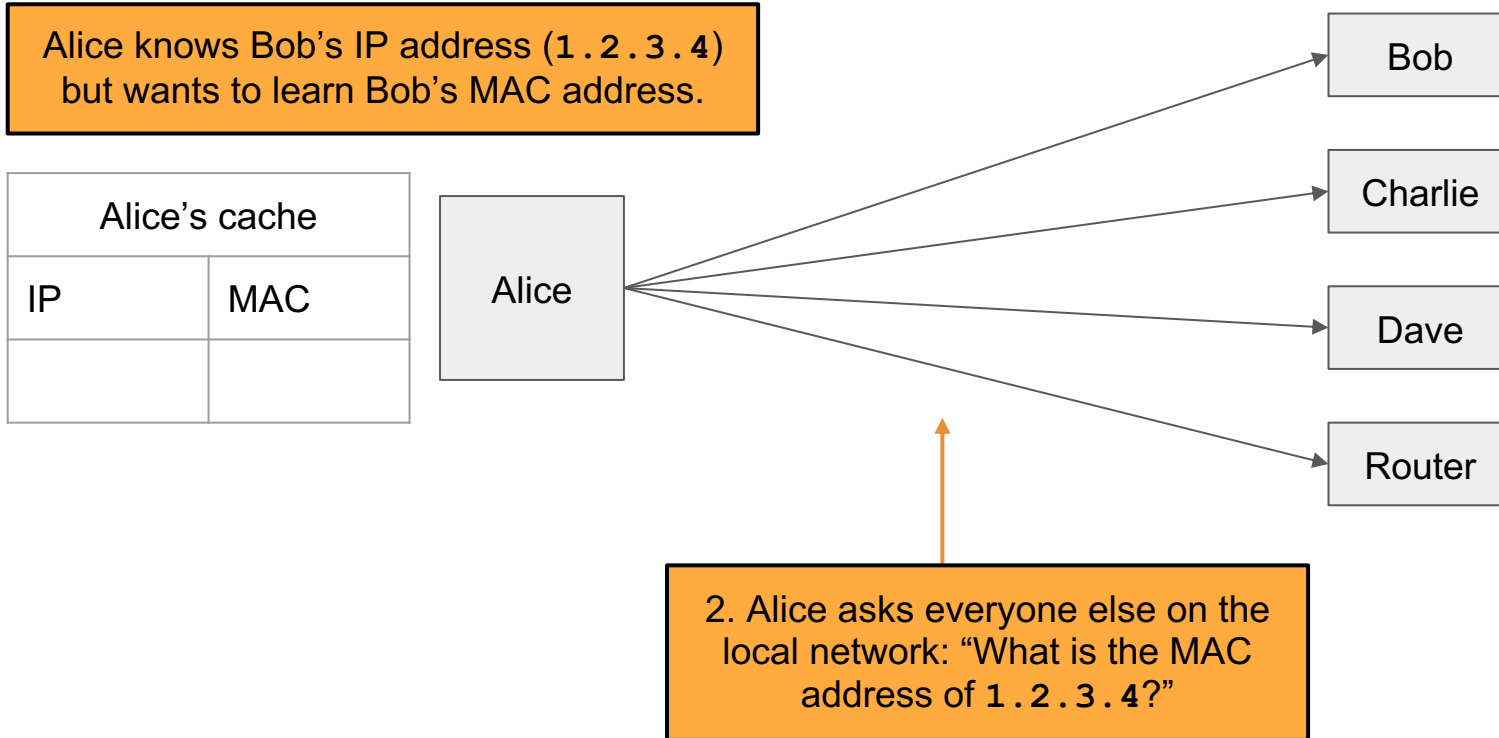 Alice knows Bob’s IP address (1.2.3.4)
but wants to learn Bob’s MAC address.
Alice’s cache
IP MAC
Alice
Bob
Charlie
Dave
Router
2. Alice asks everyone else on the
local network: “What is the MAC
address of 1.2.3.4?”